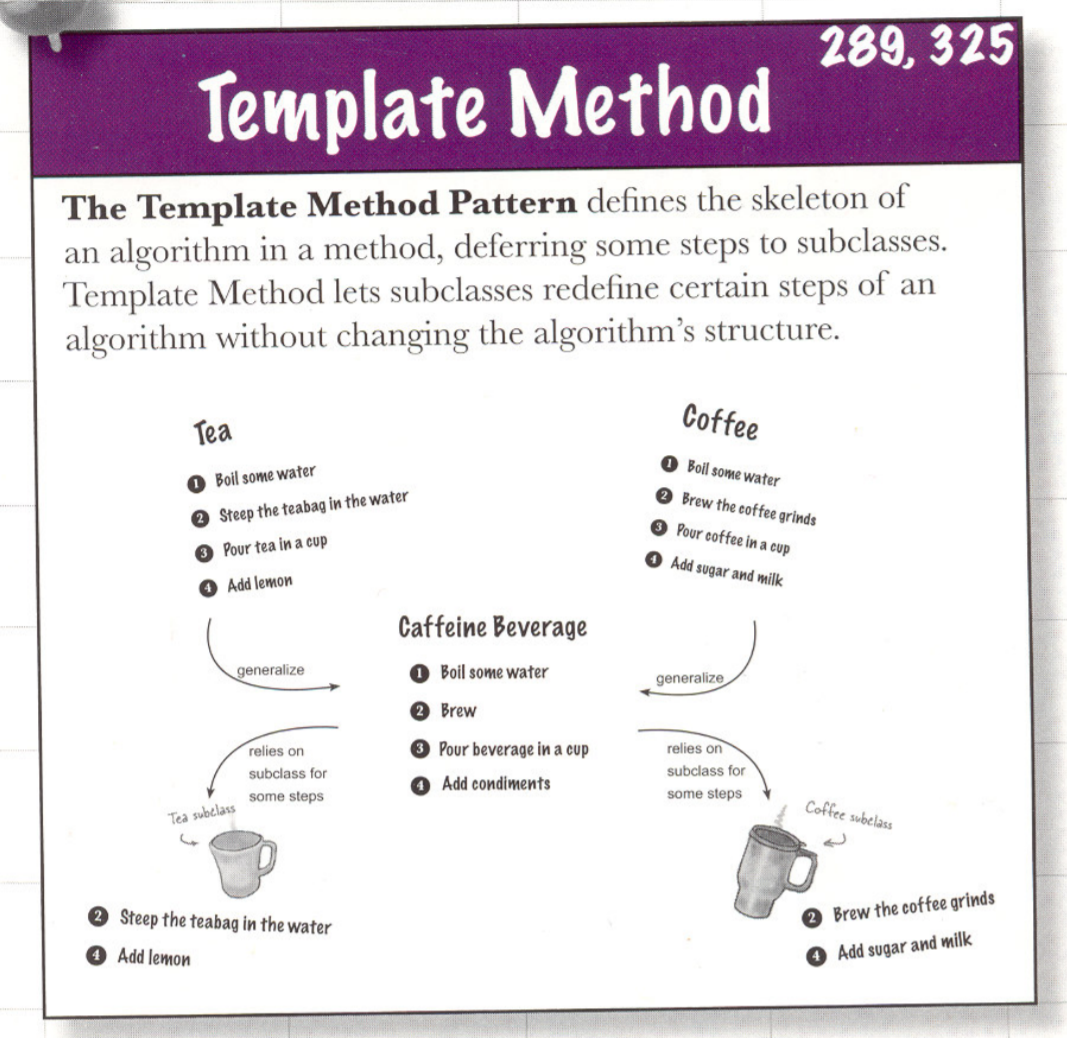 289, 325
Template Method
The Template Method Pattern defines the skeleton of
an algorithm in a method, deferring some steps to subclasses.
Template Method lets subclasses redefine certain steps of an
algorithm without changing the algorithm's structure.
Tea
1 Boil some water
2 Steep the teabag in the water
3 Pour tea in a cup
4 Add lemon
Coffee
1 Boil some water
2 Brew the coffee grinds
3 Pour coffee in a cup
4 Add sugar and milk
Caffeine Beverage
1 Boil some water
2 Brew
3 Pour beverage in a cup
4 Add condiments
generalize
generalize
relies on
subclass for
some steps
relies on
subclass for
some steps
Tea subclass
2 Steep the teabag in the water
4 Add lemon
Coffee subclass
2 Brew the coffee grinds
4 Add sugar and milk